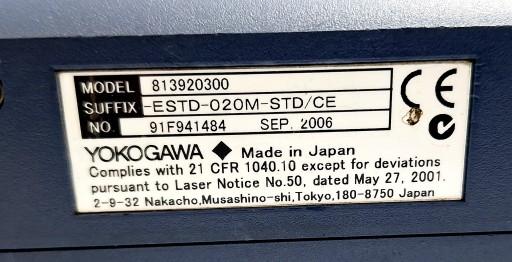 MODEL 813920300
SUFFIX -ESTD-020M-STD/CE
NO. 91F941484 SEP. 2006
YOKOGAWA ◆ Made in Japan
Complies with 21 CFR 1040.10 except for deviations
pursuant to Laser Notice No.50, dated May 27, 2001.
2-9-32 Nakacho,Musashino-shi,Tokyo,180-8750 Japan
CE